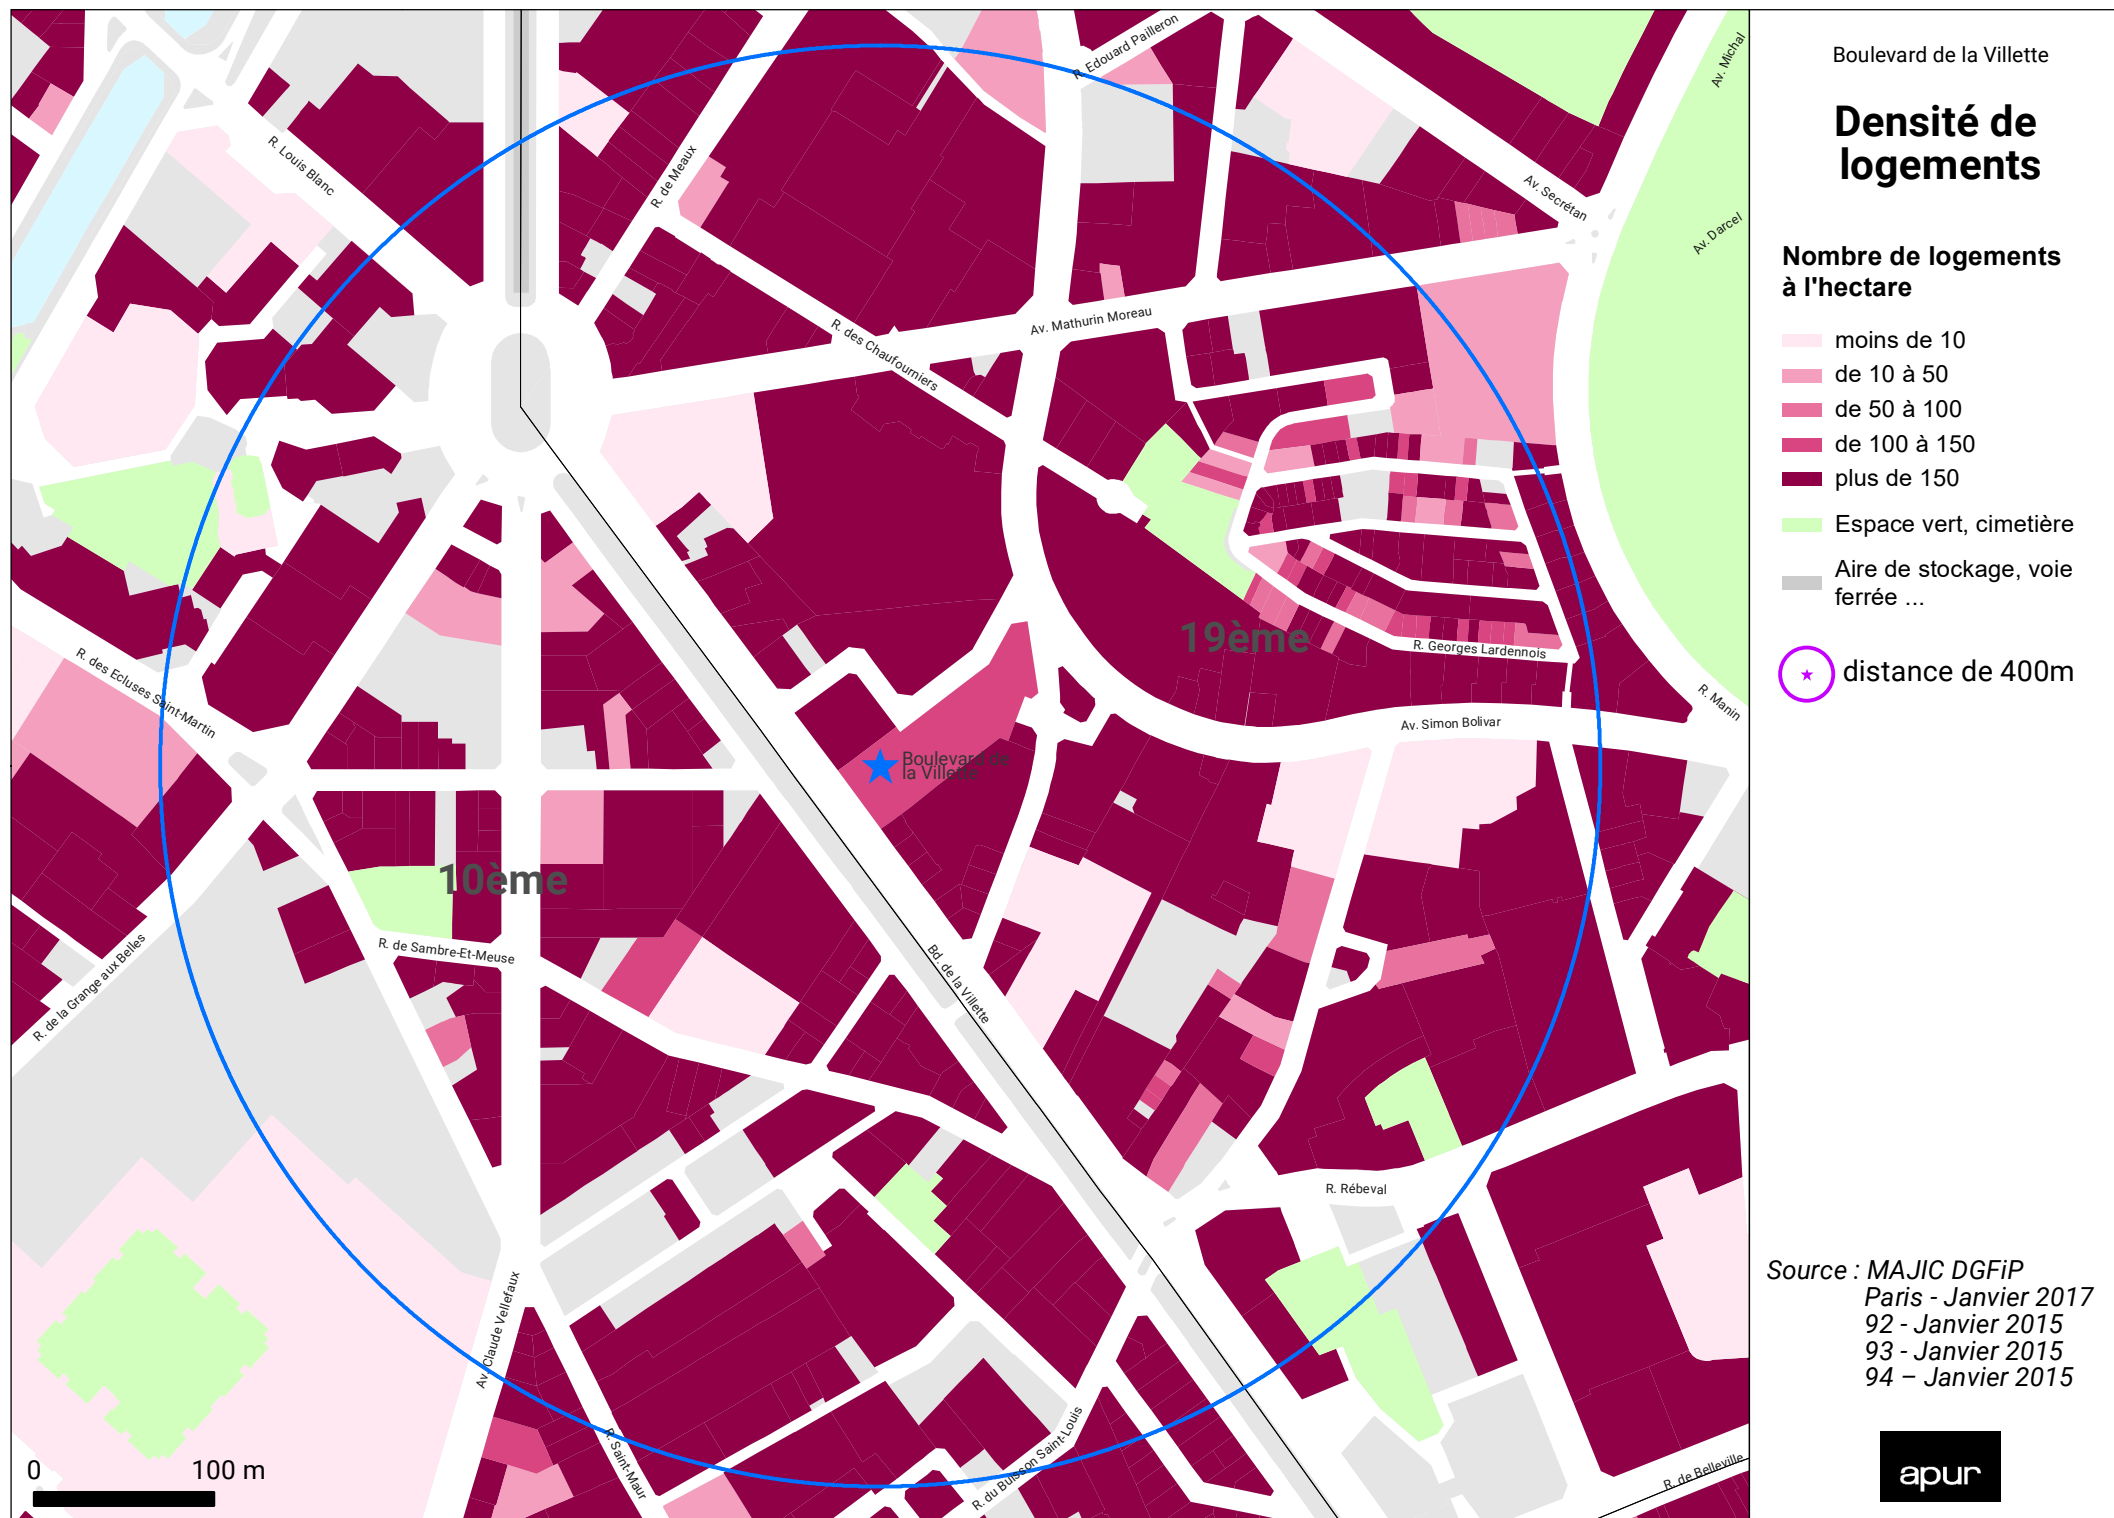 Boulevard de la Villette
Densité de
logements
Nombre de logements
à l'hectare
moins de 10
de 10 à 50
de 50 à 100
de 100 à 150
plus de 150
Espace vert, cimetière
Aire de stockage, voie
ferrée ...
distance de 400m
Source : MAJIC DGFiP
Paris - Janvier 2017
92 - Janvier 2015
93 - Janvier 2015
94 – Janvier 2015
apur
R. Edouard Pailleron
Av. Michal
R. Louis Blanc
R. de Meaux
Av. Secrétan
Av. Darcel
Av. Mathurin Moreau
R. des Chaufourniers
19ème
R. Georges Lardennois
R. des Ecluses Saint-Martin
R. Manin
Av. Simon Bolivar
Boulevard de
la Villette
10ème
R. de Sambre-Et-Meuse
R. de la Grange aux Belles
Bd. de la Villette
R. Rébeval
Av. Claude Vellefaux
R. Saint-Maur
R. du Buisson Saint-Louis
R. de Belleville
0 100 m